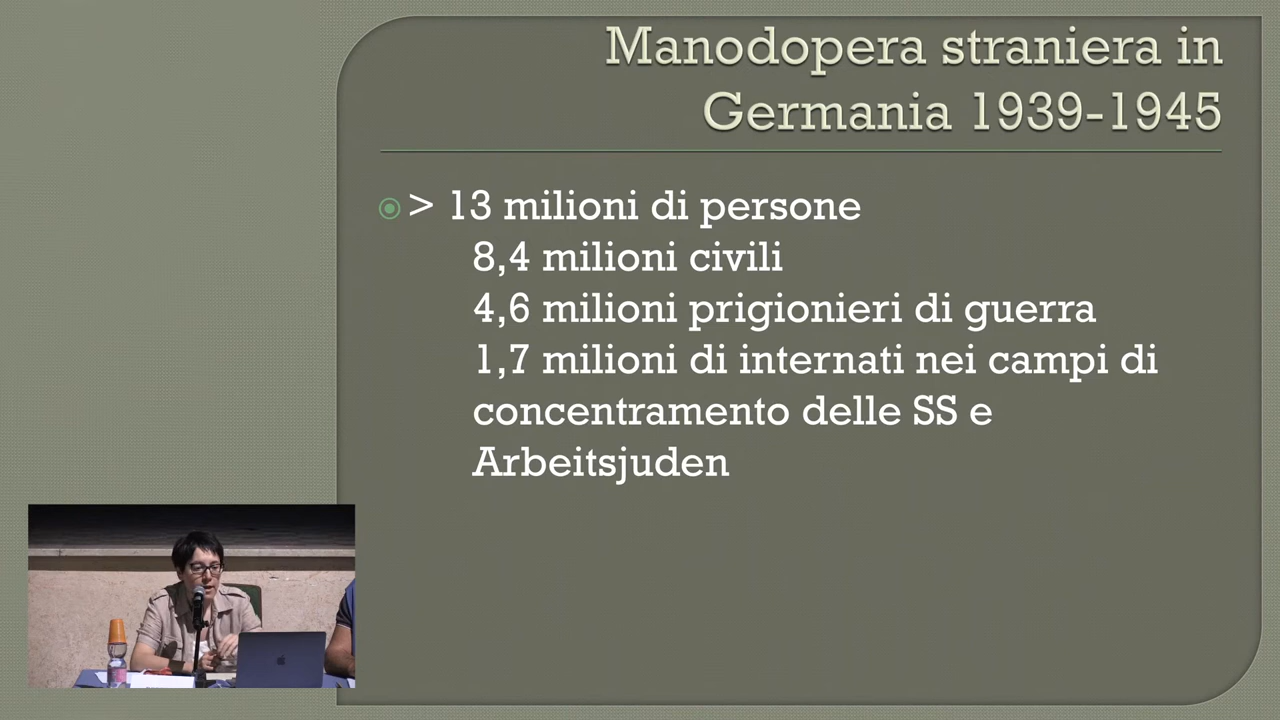 Manodopera straniera in
Germania 1939-1945
> 13 milioni di persone
8,4 milioni civili
4,6 milioni prigionieri di guerra
1,7 milioni di internati nei campi di
concentramento delle SS e
Arbeitsjuden